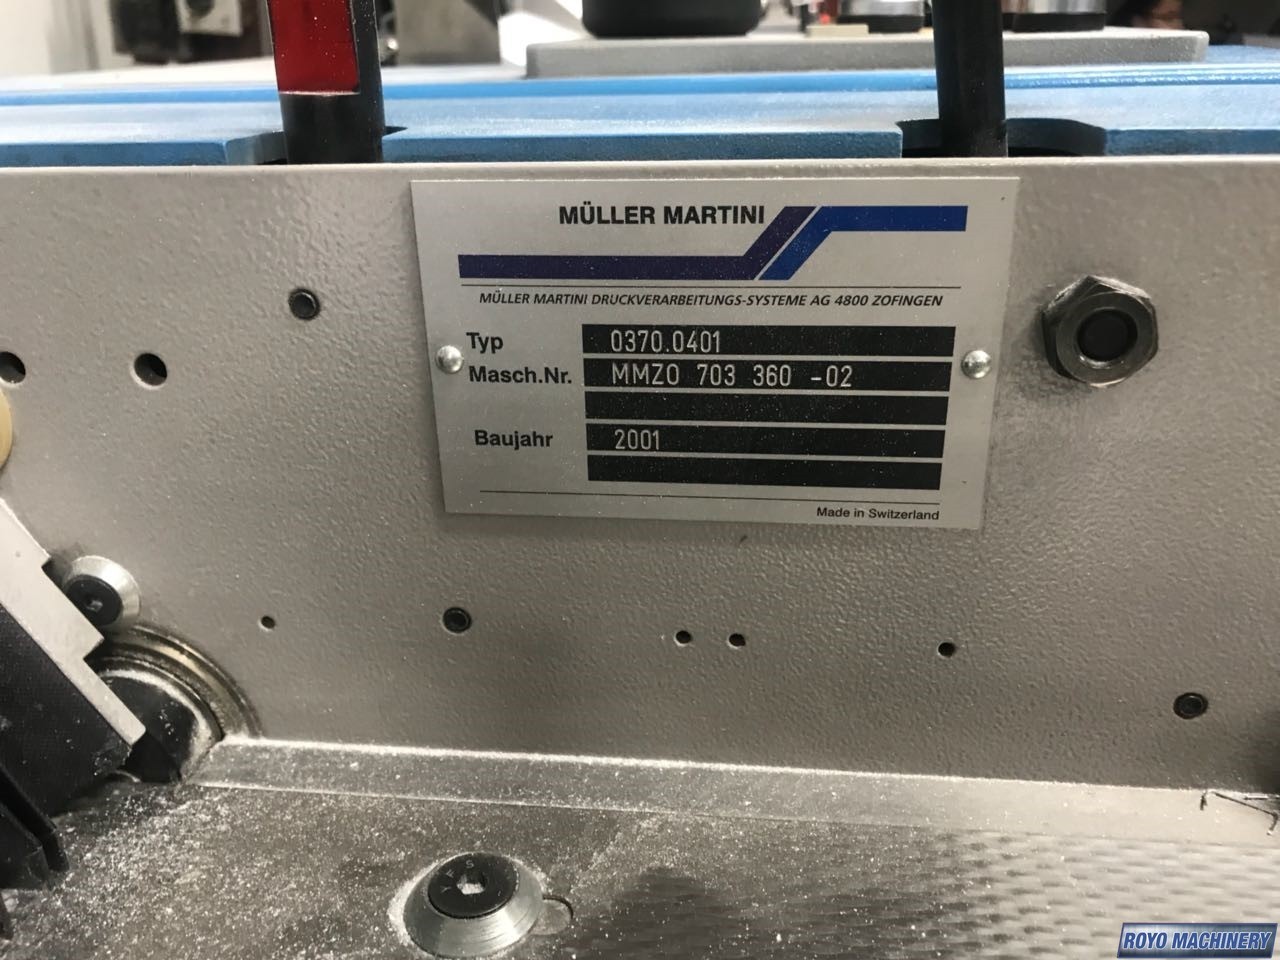 MÜLLER MARTINI
MÜLLER MARTINI DRUCKVERARBEITUNGS-SYSTEME AG 4800 ZOFINGEN
Typ 0370.0401
Masch.Nr. MMZO 703 360 -02
Baujahr 2001
Made in Switzerland
ROYO MACHINERY